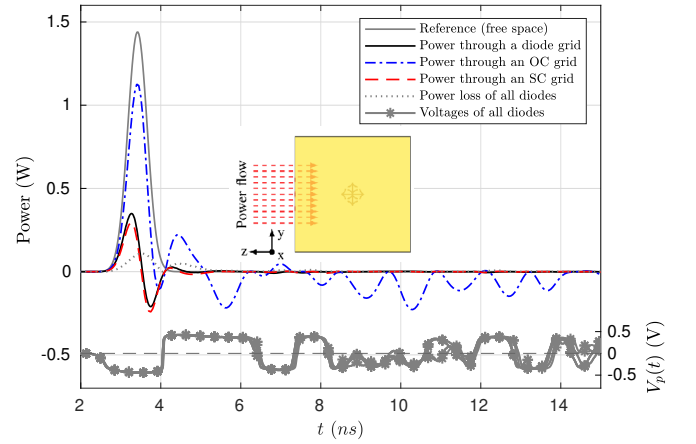 Reference (free space)
Power through a diode grid
Power through an OC grid
Power through an SC grid
Power loss of all diodes
Voltages of all diodes
Power (W)
1.5
1
0.5
0
-0.5
Power flow
y
z
x
0.5
0
-0.5
V_p(t) (V)
2
4
6
8
10
12
14
t (ns)